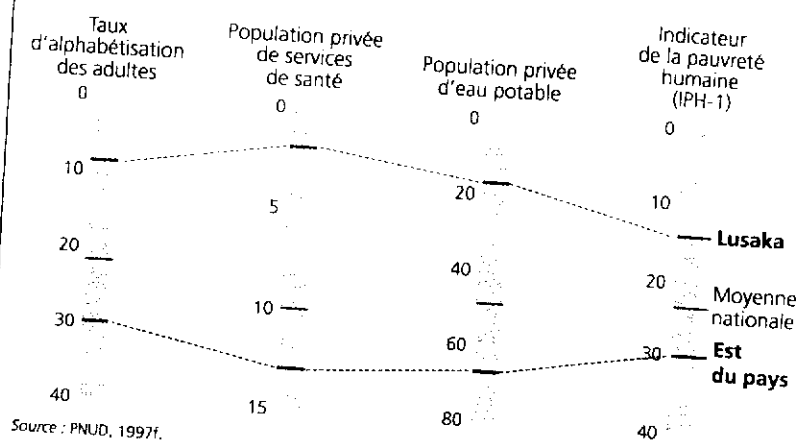 Taux
d'alphabétisation
des adultes
0
10
20
30
40
Population privée
de services
de santé
0
5
10
15
Population privée
d'eau potable
0
20
40
60
80
Indicateur
de la pauvreté
humaine
(IPH-1)
0
10
20
30
40
Lusaka
Moyenne
nationale
Est
du pays
Source : PNUD, 1997f.